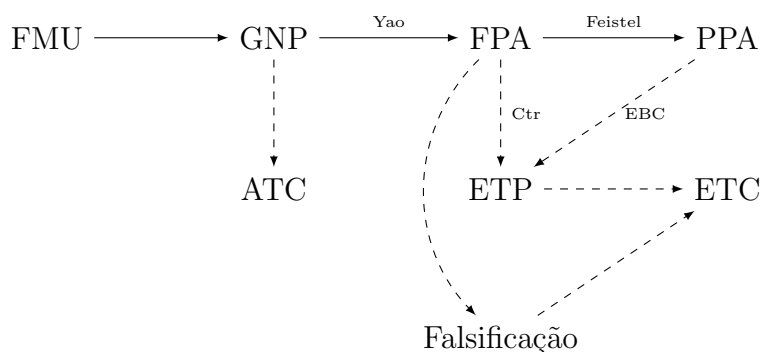 FMU GNP Yao FPA Feistel PPA
Ctr EBC
ATC ETP ETC
Falsificação